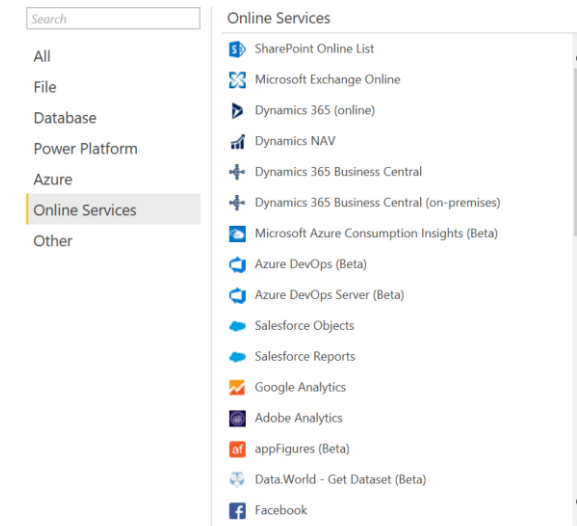 Search
All
File
Database
Power Platform
Azure
Online Services
Other
Online Services
SharePoint Online List
Microsoft Exchange Online
Dynamics 365 (online)
Dynamics NAV
Dynamics 365 Business Central
Dynamics 365 Business Central (on-premises)
Microsoft Azure Consumption Insights (Beta)
Azure DevOps (Beta)
Azure DevOps Server (Beta)
Salesforce Objects
Salesforce Reports
Google Analytics
Adobe Analytics
af appFigures (Beta)
Data.World - Get Dataset (Beta)
Facebook